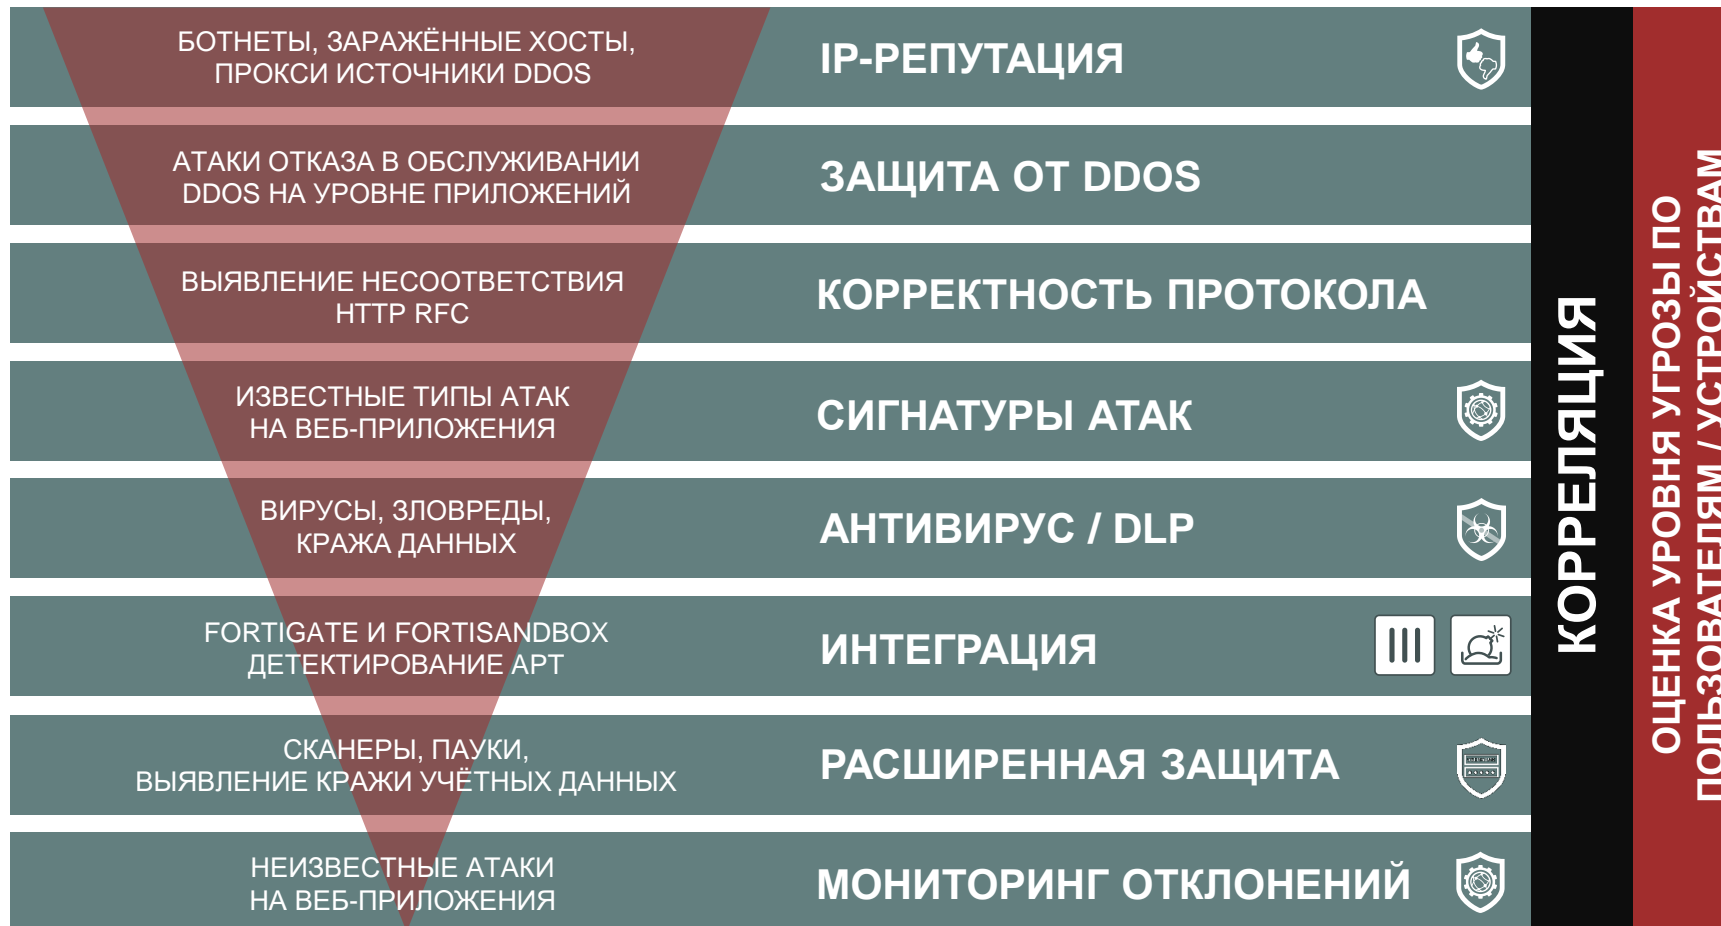 БОТНЕТЫ, ЗАРАЖЁННЫЕ ХОСТЫ,
ПРОКСИ ИСТОЧНИКИ DDOS
IP-РЕПУТАЦИЯ
АТАКИ ОТКАЗА В ОБСЛУЖИВАНИИ
DDOS НА УРОВНЕ ПРИЛОЖЕНИЙ
ЗАЩИТА ОТ DDOS
ВЫЯВЛЕНИЕ НЕСООТВЕТСТВИЯ
HTTP RFC
КОРРЕКТНОСТЬ ПРОТОКОЛА
ИЗВЕСТНЫЕ ТИПЫ АТАК
НА ВЕБ-ПРИЛОЖЕНИЯ
СИГНАТУРЫ АТАК
ВИРУСЫ, ЗЛОВРЕДЫ,
КРАЖА ДАННЫХ
АНТИВИРУС / DLP
FORTIGATE И FORTISANDBOX
ДЕТЕКТИРОВАНИЕ APT
ИНТЕГРАЦИЯ
СКАНЕРЫ, ПАУКИ,
ВЫЯВЛЕНИЕ КРАЖИ УЧЁТНЫХ ДАННЫХ
РАСШИРЕННАЯ ЗАЩИТА
НЕИЗВЕСТНЫЕ АТАКИ
НА ВЕБ-ПРИЛОЖЕНИЯ
МОНИТОРИНГ ОТКЛОНЕНИЙ
КОРРЕЛЯЦИЯ
ОЦЕНКА УРОВНЯ УГРОЗЫ ПО
ПОЛЬЗОВАТЕЛЯМ / УСТРОЙСТВАМ